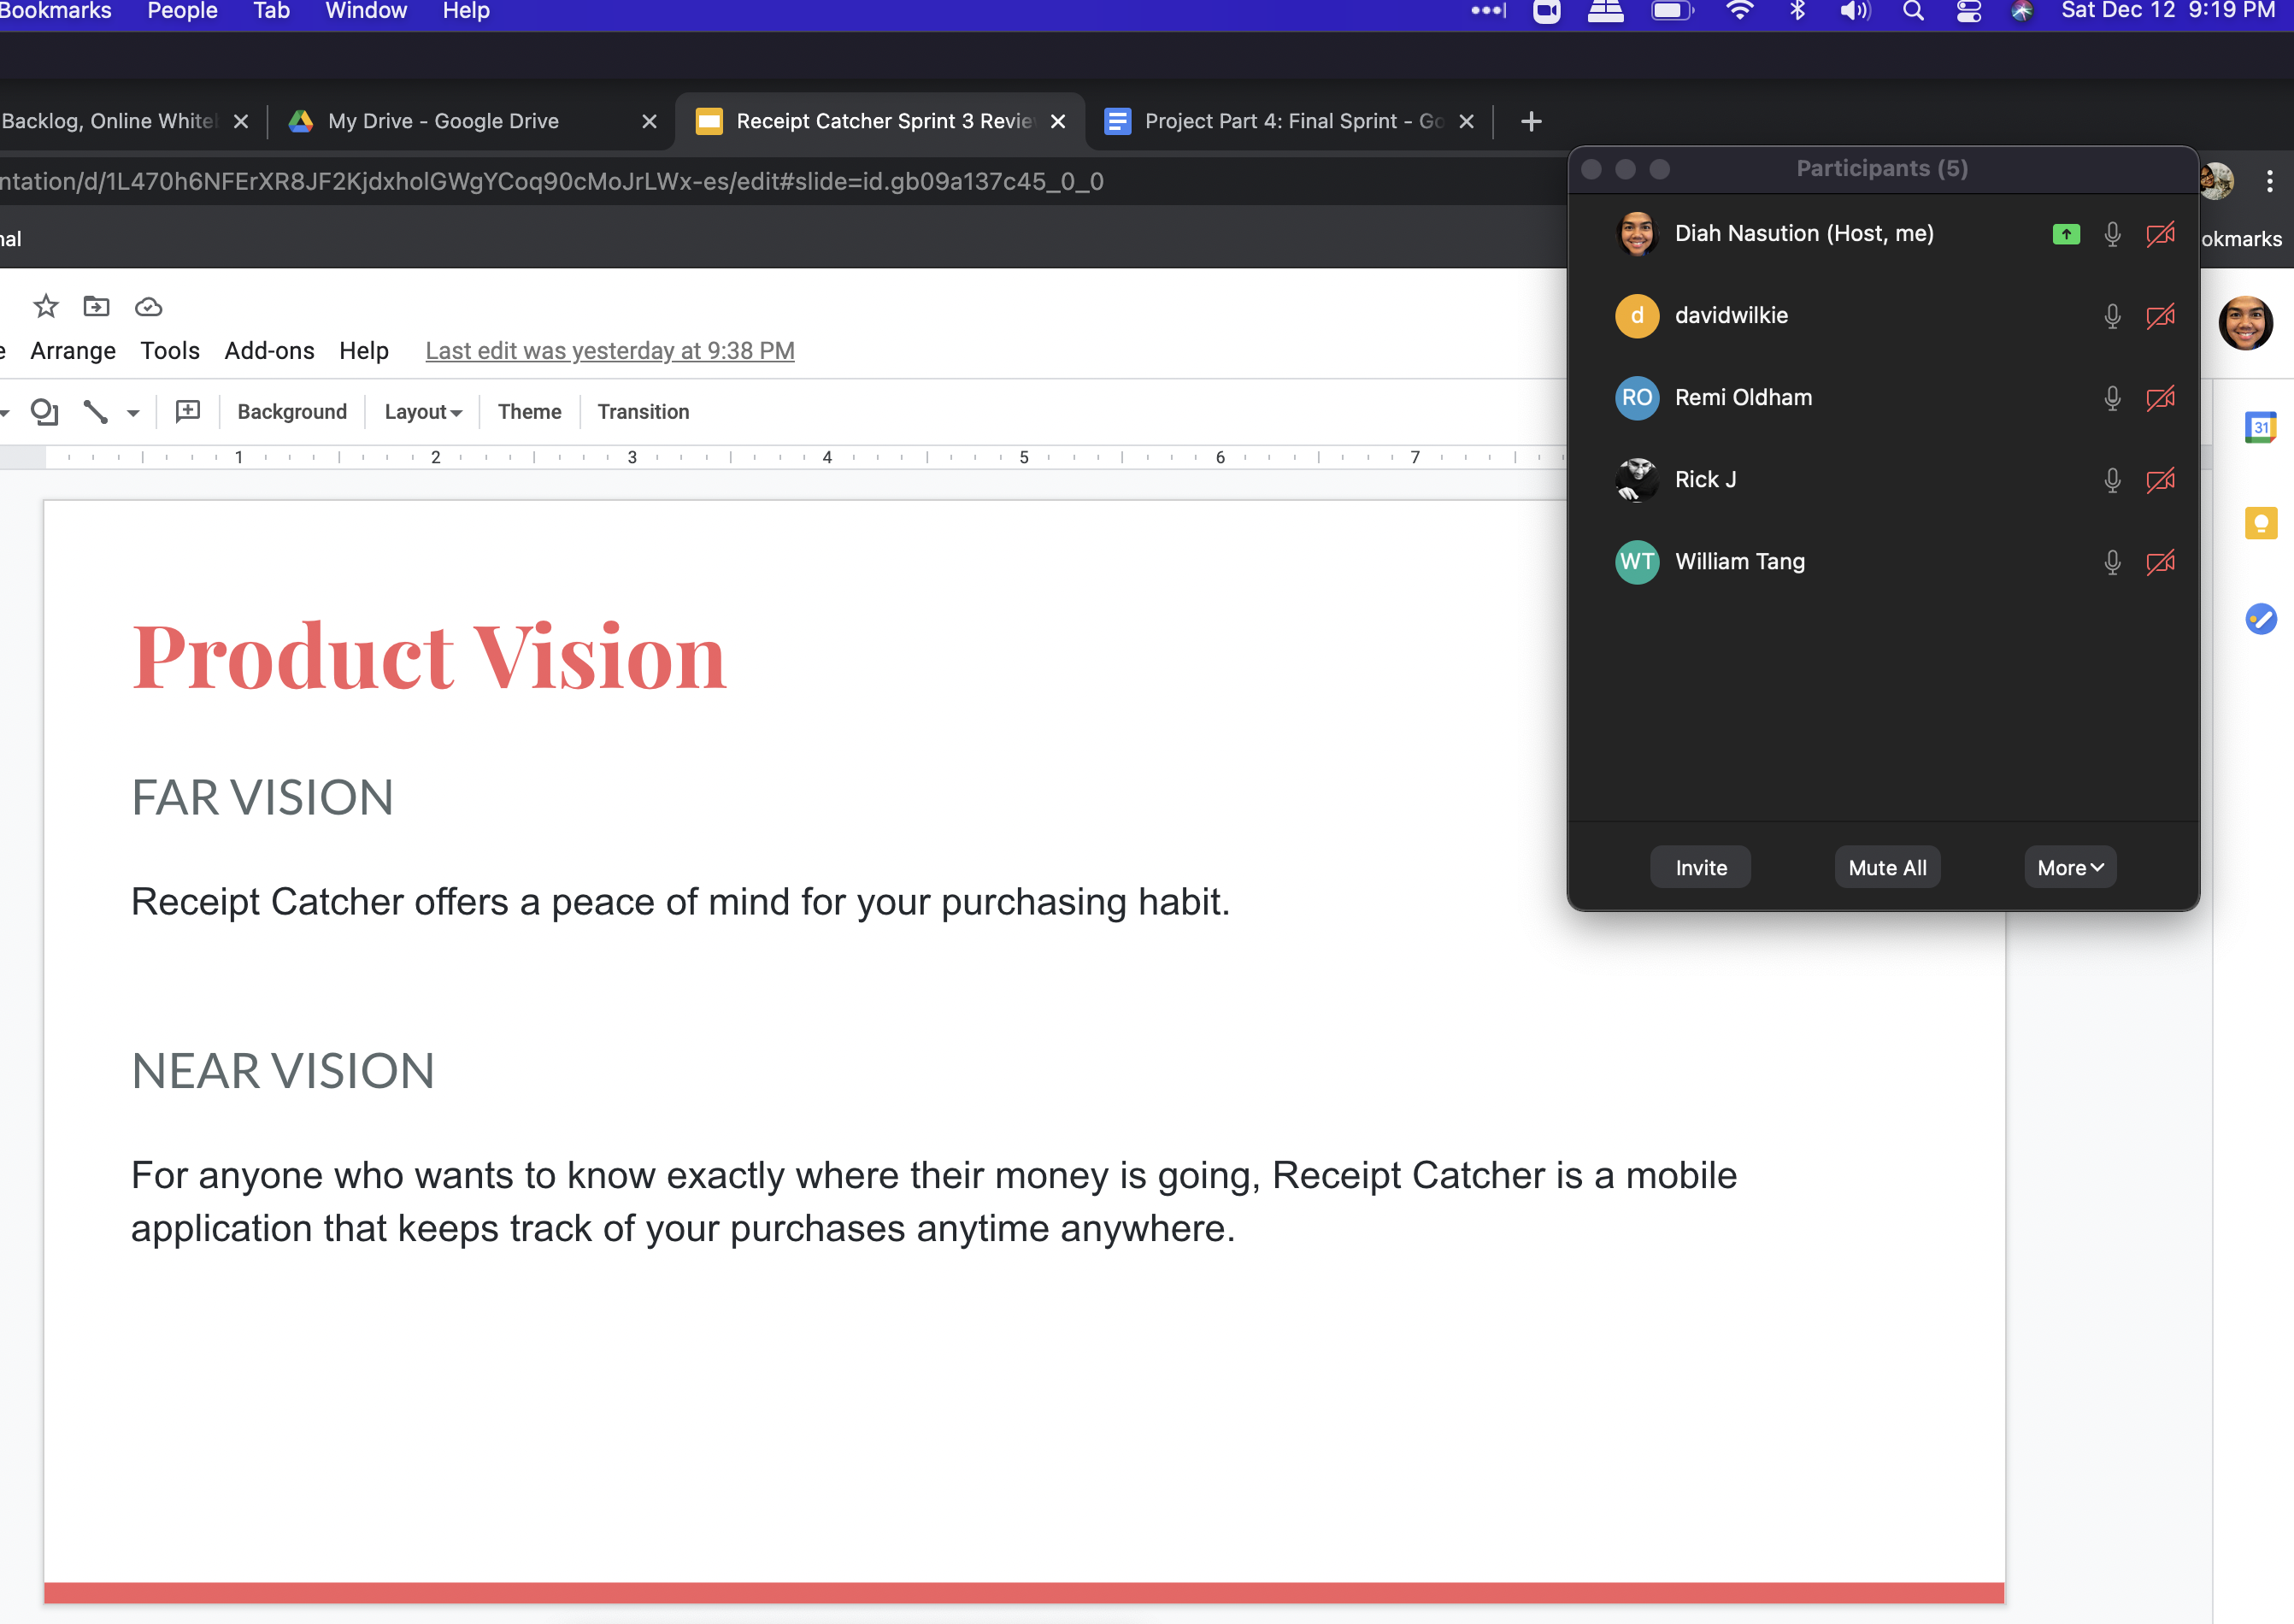 Bookmarks People Tab Window Help Sat Dec 12 9:19 PM
Backlog, Online White
My Drive - Google Drive
Receipt Catcher Sprint 3 Revie
Project Part 4: Final Sprint - Go
ntation/d/1L470h6NFErXR8JF2KjdxholGWgYCoq90cMoJrLWx-es/edit#slide=id.gb09a137c45_0_0
nal
okmarks
Arrange Tools Add-ons Help Last edit was yesterday at 9:38 PM
Background Layout Theme Transition
1 2 3 4 5 6 7
Product Vision
FAR VISION
Receipt Catcher offers a peace of mind for your purchasing habit.
NEAR VISION
For anyone who wants to know exactly where their money is going, Receipt Catcher is a mobile
application that keeps track of your purchases anytime anywhere.
Participants (5)
Diah Nasution (Host, me)
d davidwilkie
RO Remi Oldham
Rick J
WT William Tang
Invite Mute All More
31